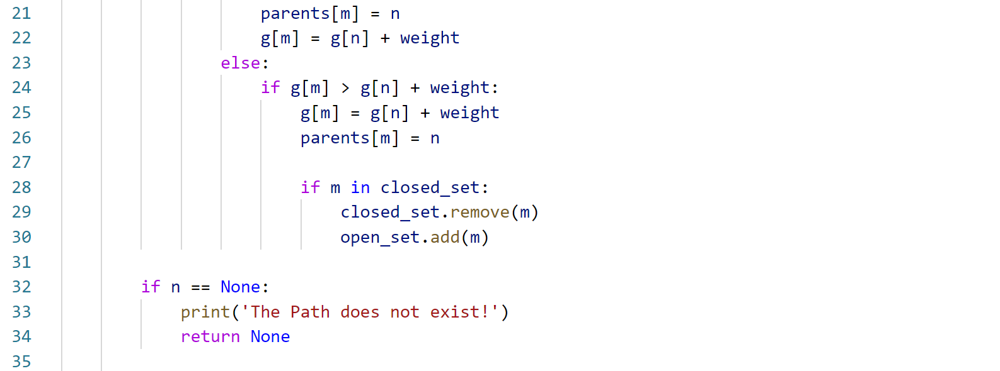 21 parents[m] = n
22 g[m] = g[n] + weight
23 else:
24 if g[m] > g[n] + weight:
25 g[m] = g[n] + weight
26 parents[m] = n
27
28 if m in closed_set:
29 closed_set.remove(m)
30 open_set.add(m)
31
32 if n == None:
33 print('The Path does not exist!')
34 return None
35